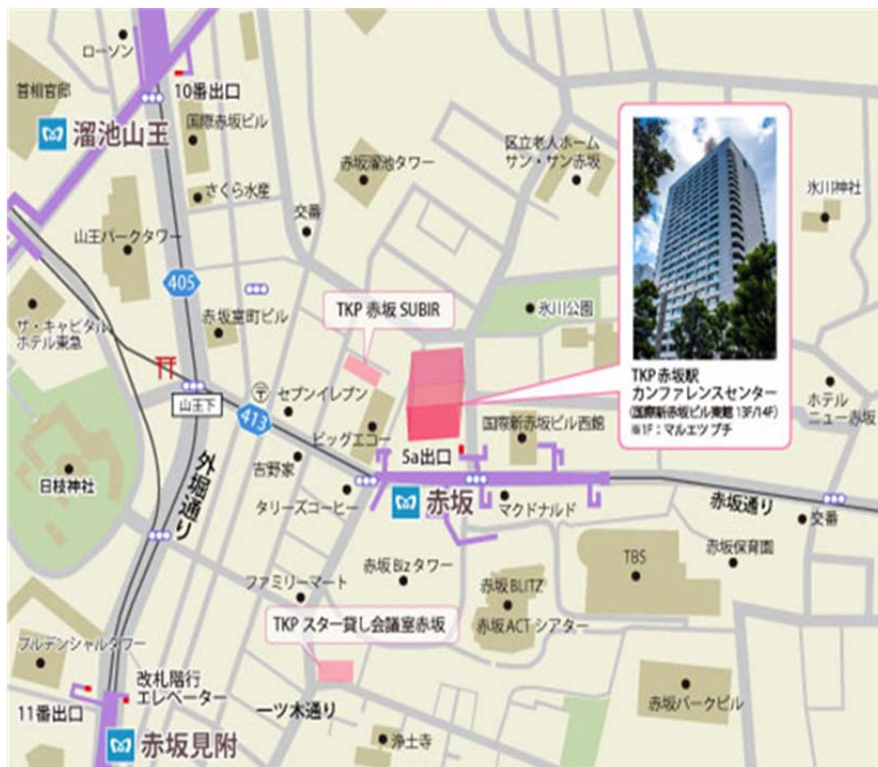 ローソン
首相官邸
10番出口
溜池山王
国際赤坂ビル
赤坂溜池タワー
区立老人ホーム
サン・サン赤坂
氷川神社
さくら水産
交番
山王パークタワー
405
TKP 赤坂 SUBIR
氷川公園
ザ・キャピタル
ホテル東急
赤坂室町ビル
TKP赤坂駅
カンファレンスセンター
(国際新赤坂ビル東館 13F/14F)
※1F：マルエツ プチ
ホテル
ニュー赤坂
山王下
413
セブンイレブン
ビッグエコー
国際新赤坂ビル西館
吉野家
5a出口
日枝神社
外堀通り
タリーズコーヒー
赤坂
マクドナルド
赤坂通り
交番
赤坂Bizタワー
TBS
赤坂保育園
ファミリーマート
赤坂BLITZ
赤坂ACTシアター
TKP スター貸し会議室赤坂
プルデンシャルタワー
改札階行
エレベーター
11番出口
一ツ木通り
赤坂パークビル
赤坂見附
浄土寺